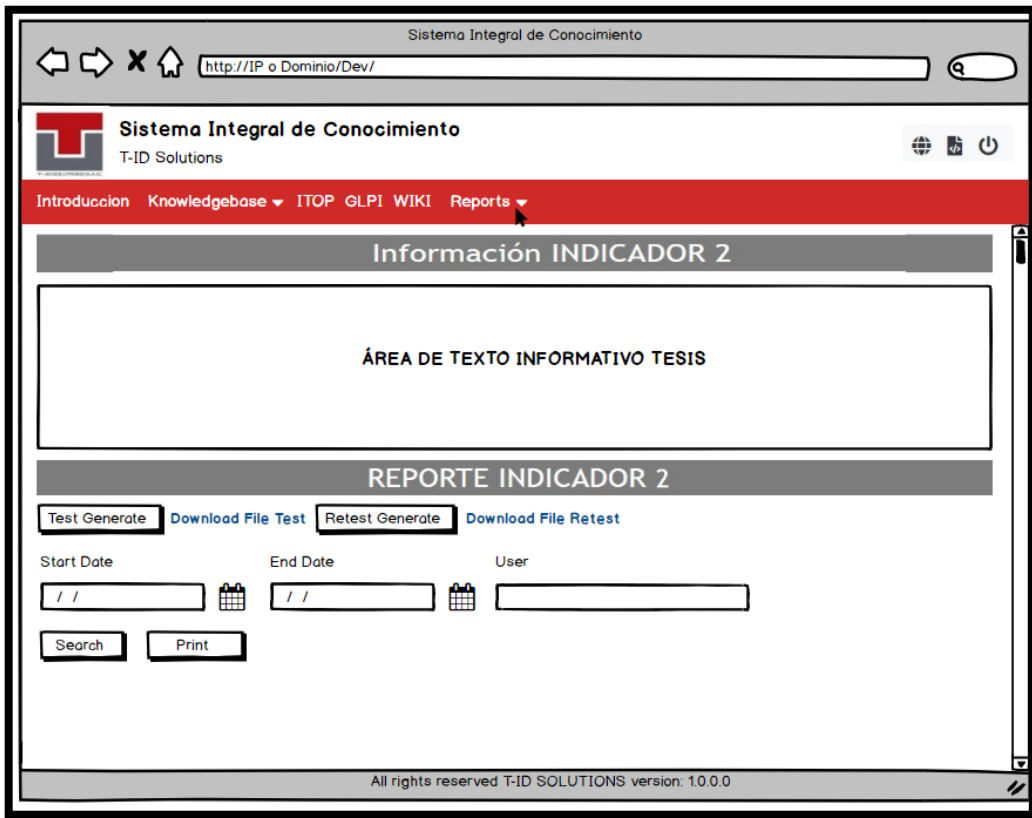 Sistema Integral de Conocimiento
http://IP o Dominio/Dev/
Sistema Integral de Conocimiento
T-ID Solutions
Introduccion Knowledgebase ITOP GLPI WIKI Reports
Información INDICADOR 2
ÁREA DE TEXTO INFORMATIVO TESIS
REPORTE INDICADOR 2
Test Generate Download File Test Retest Generate Download File Retest
Start Date End Date User
/ / / /
Search Print
All rights reserved T-ID SOLUTIONS version: 1.0.0.0